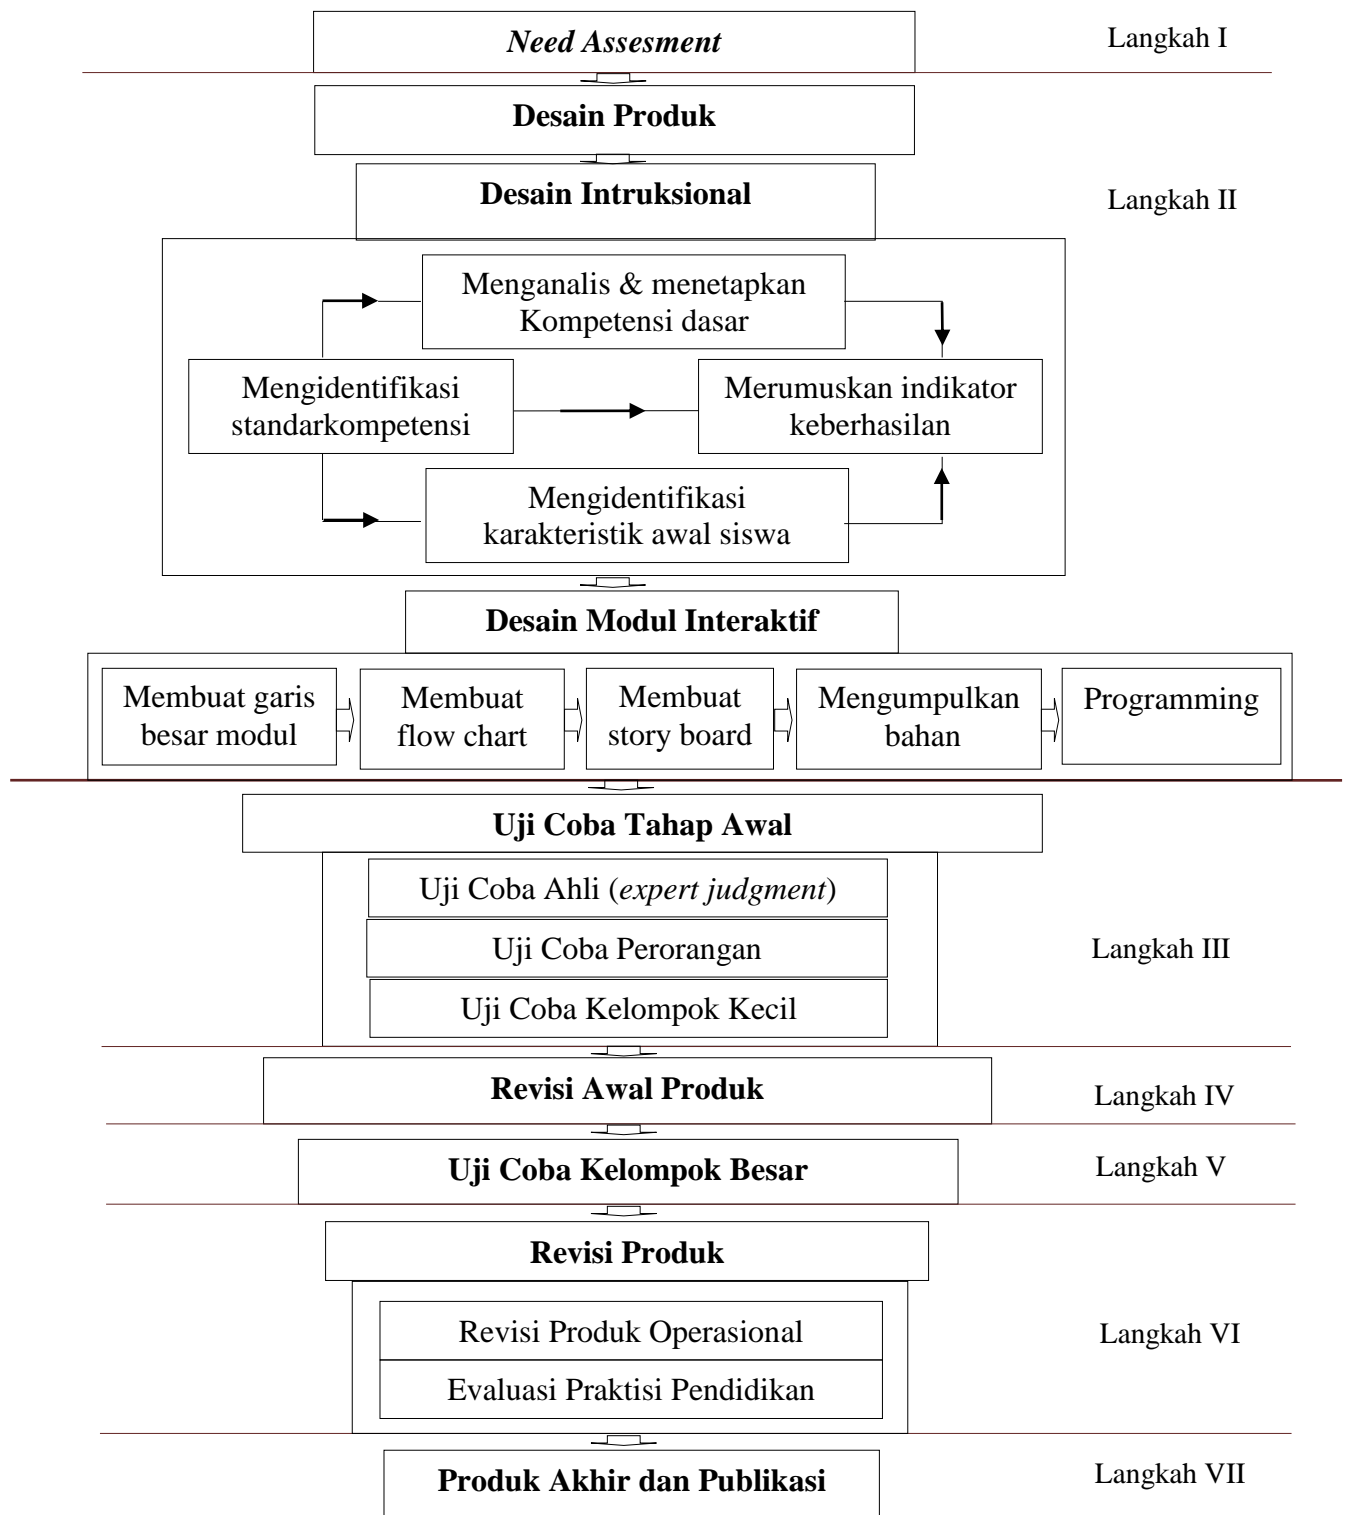 Need Assesment
Langkah I
Desain Produk
Desain Intruksional
Langkah II
Menganalis & menetapkan
Kompetensi dasar
Mengidentifikasi
standarkompetensi
Merumuskan indikator
keberhasilan
Mengidentifikasi
karakteristik awal siswa
Desain Modul Interaktif
Membuat garis
besar modul
Membuat
flow chart
Membuat
story board
Mengumpulkan
bahan
Programming
Uji Coba Tahap Awal
Uji Coba Ahli (expert judgment)
Uji Coba Perorangan
Langkah III
Uji Coba Kelompok Kecil
Revisi Awal Produk
Langkah IV
Uji Coba Kelompok Besar
Langkah V
Revisi Produk
Revisi Produk Operasional
Langkah VI
Evaluasi Praktisi Pendidikan
Produk Akhir dan Publikasi
Langkah VII